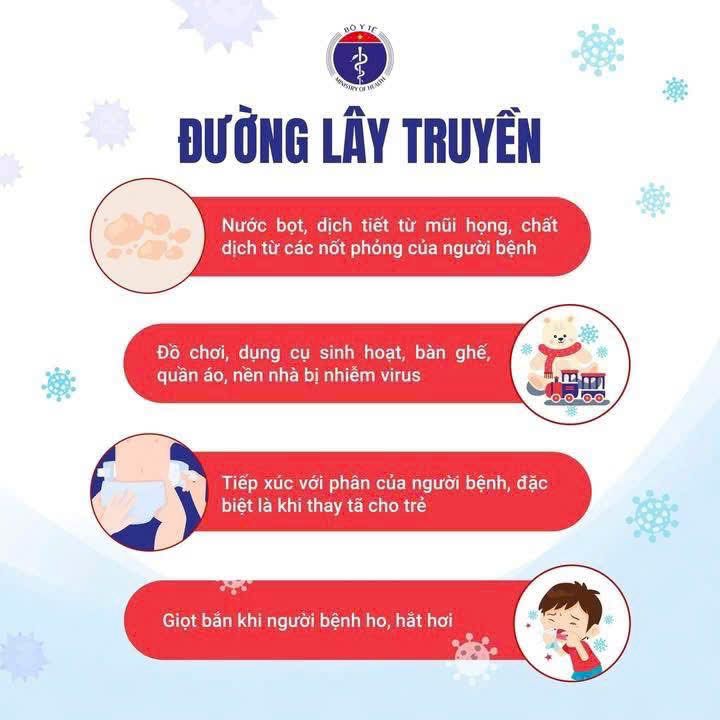 BỘ Y TẾ
MINISTRY OF HEALTH
ĐƯỜNG LÂY TRUYỀN
Nước bọt, dịch tiết từ mũi họng, chất
dịch từ các nốt phỏng của người bệnh
Đồ chơi, dụng cụ sinh hoạt, bàn ghế,
quần áo, nền nhà bị nhiễm virus
Tiếp xúc với phân của người bệnh, đặc
biệt là khi thay tã cho trẻ
Giọt bắn khi người bệnh ho, hắt hơi